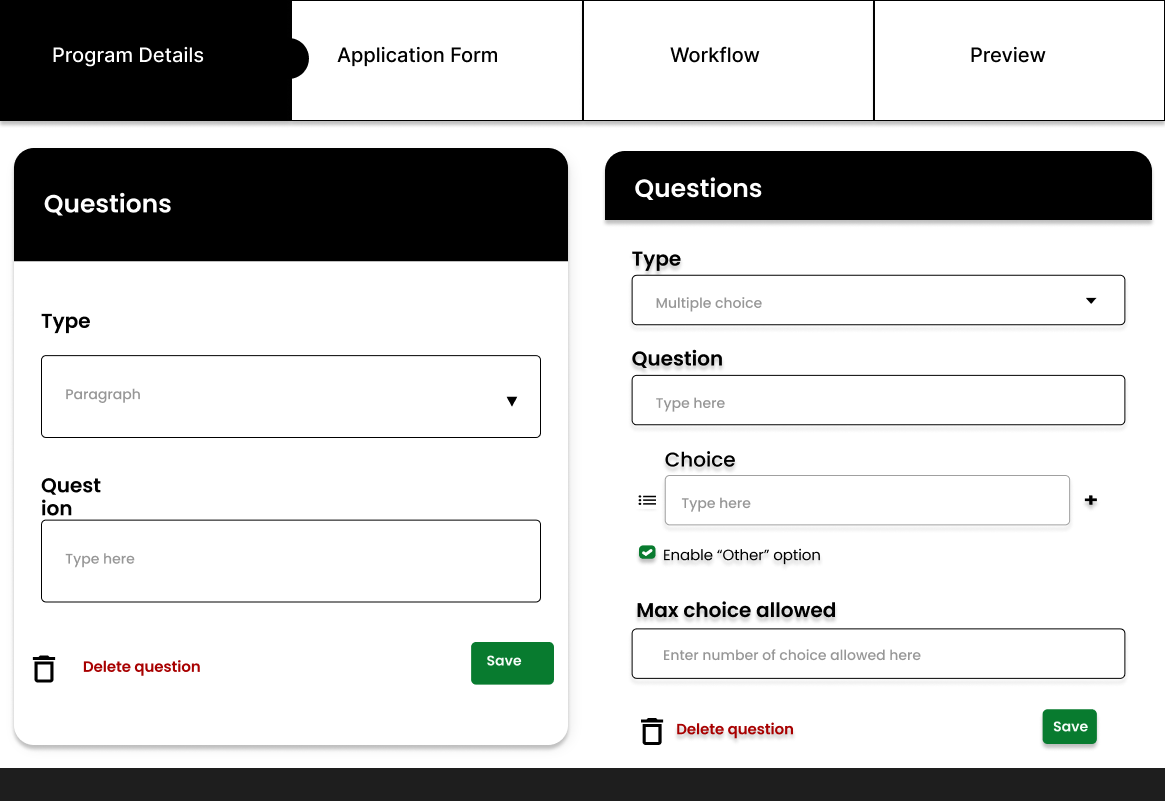 Program Details
Application Form
Workflow
Preview
Questions
Type
Paragraph
Quest
ion
Type here
Delete question
Save
Questions
Type
Multiple choice
Question
Type here
Choice
Type here
Enable “Other” option
Max choice allowed
Enter number of choice allowed here
Delete question
Save